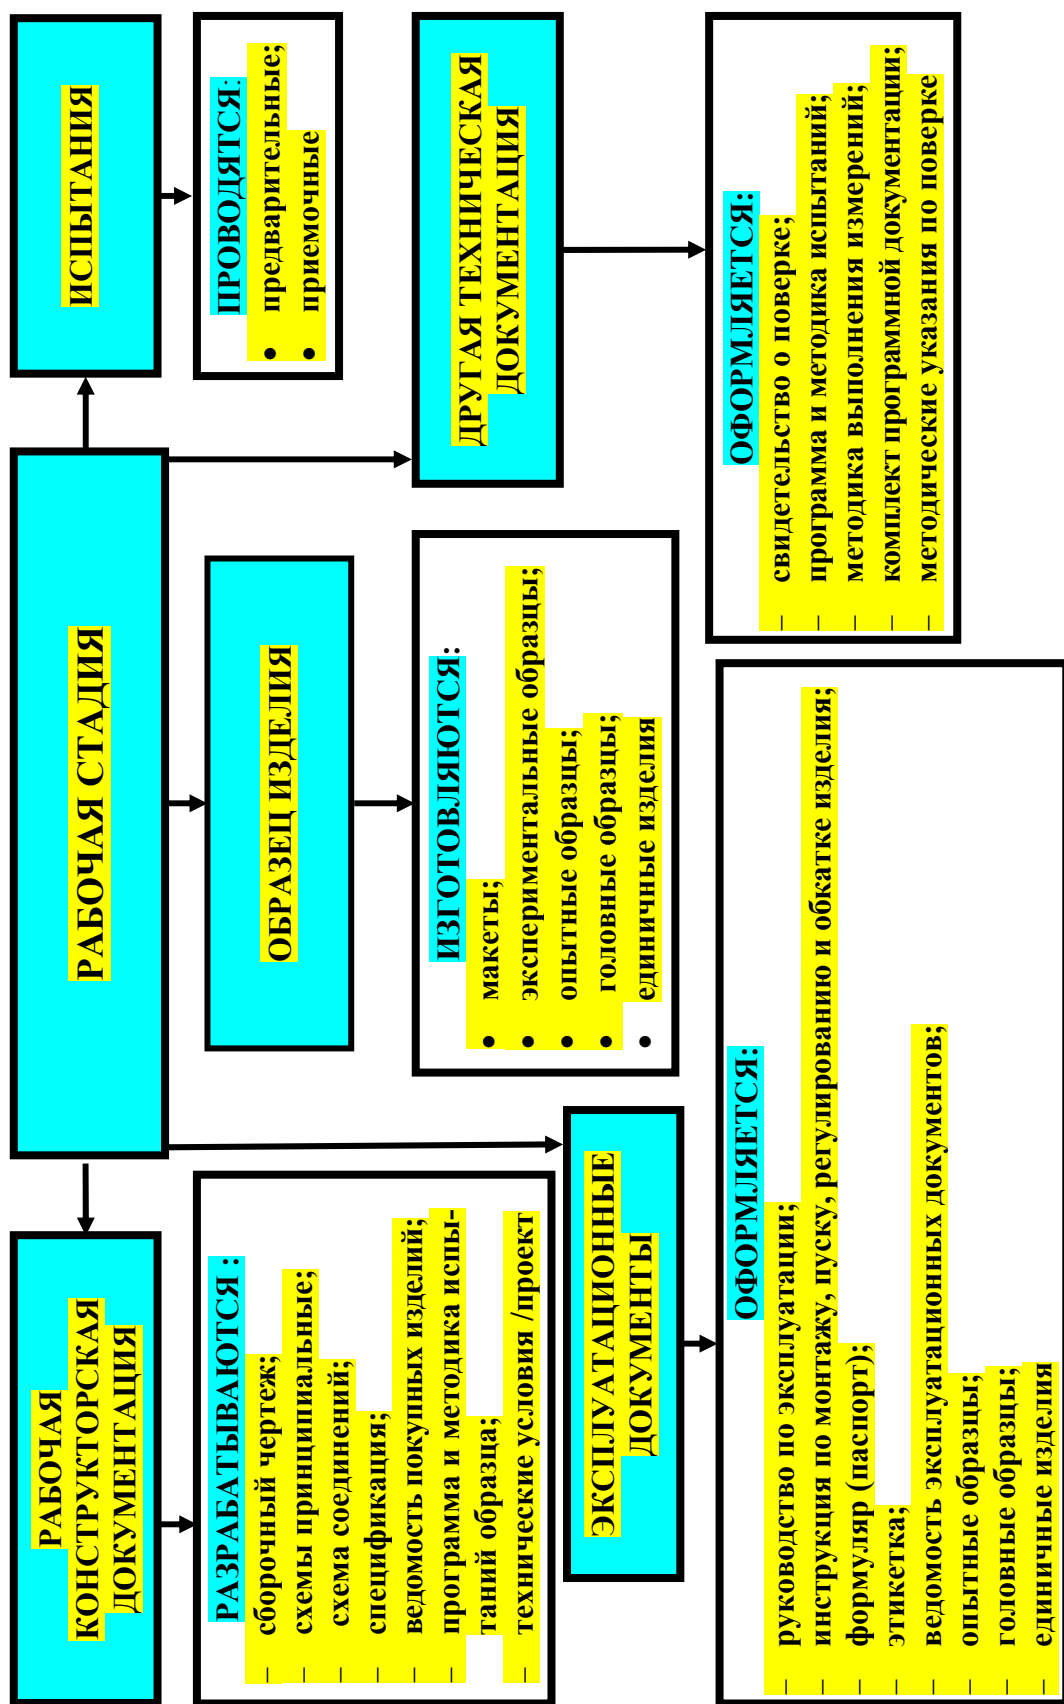 РАБОЧАЯ СТАДИЯ
РАБОЧАЯ
КОНСТРУКТОРСКАЯ
ДОКУМЕНТАЦИЯ
РАЗРАБАТЫВАЮТСЯ :
– сборочный чертеж;
– схемы принципиальные;
– схема соединений;
– спецификация;
– ведомость покупных изделий;
– программа и методика испы-
таний образца;
– технические условия /проект
ЭКСПЛУАТАЦИОННЫЕ
ДОКУМЕНТЫ
ОФОРМЛЯЕТСЯ:
– руководство по эксплуатации;
– инструкция по монтажу, пуску, регулированию и обкатке изделия;
– формуляр (паспорт);
– этикетка;
– ведомость эксплуатационных документов;
– опытные образцы;
– головные образцы;
– единичные изделия
ОБРАЗЕЦ ИЗДЕЛИЯ
ИЗГОТОВЛЯЮТСЯ:
• макеты;
• экспериментальные образцы;
• опытные образцы;
• головные образцы;
• единичные изделия
ИСПЫТАНИЯ
ПРОВОДЯТСЯ:
• предварительные;
• приемочные
ДРУГАЯ ТЕХНИЧЕСКАЯ
ДОКУМЕНТАЦИЯ
ОФОРМЛЯЕТСЯ:
– свидетельство о поверке;
– программа и методика испытаний;
– методика выполнения измерений;
– комплект программной документации;
– методические указания по поверке